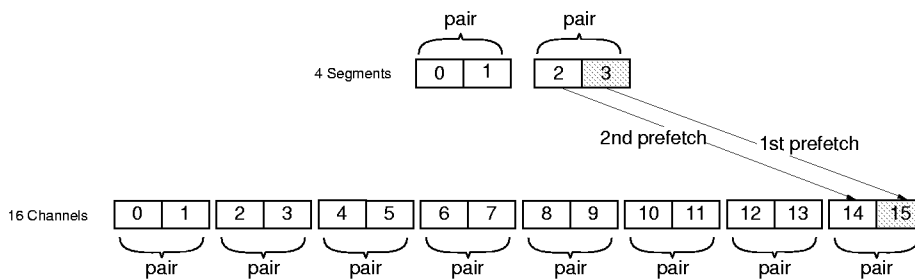 pair pair
4 Segments 0 1 2 3
2nd prefetch 1st prefetch
16 Channels 0 1 2 3 4 5 6 7 8 9 10 11 12 13 14 15
pair pair pair pair pair pair pair pair